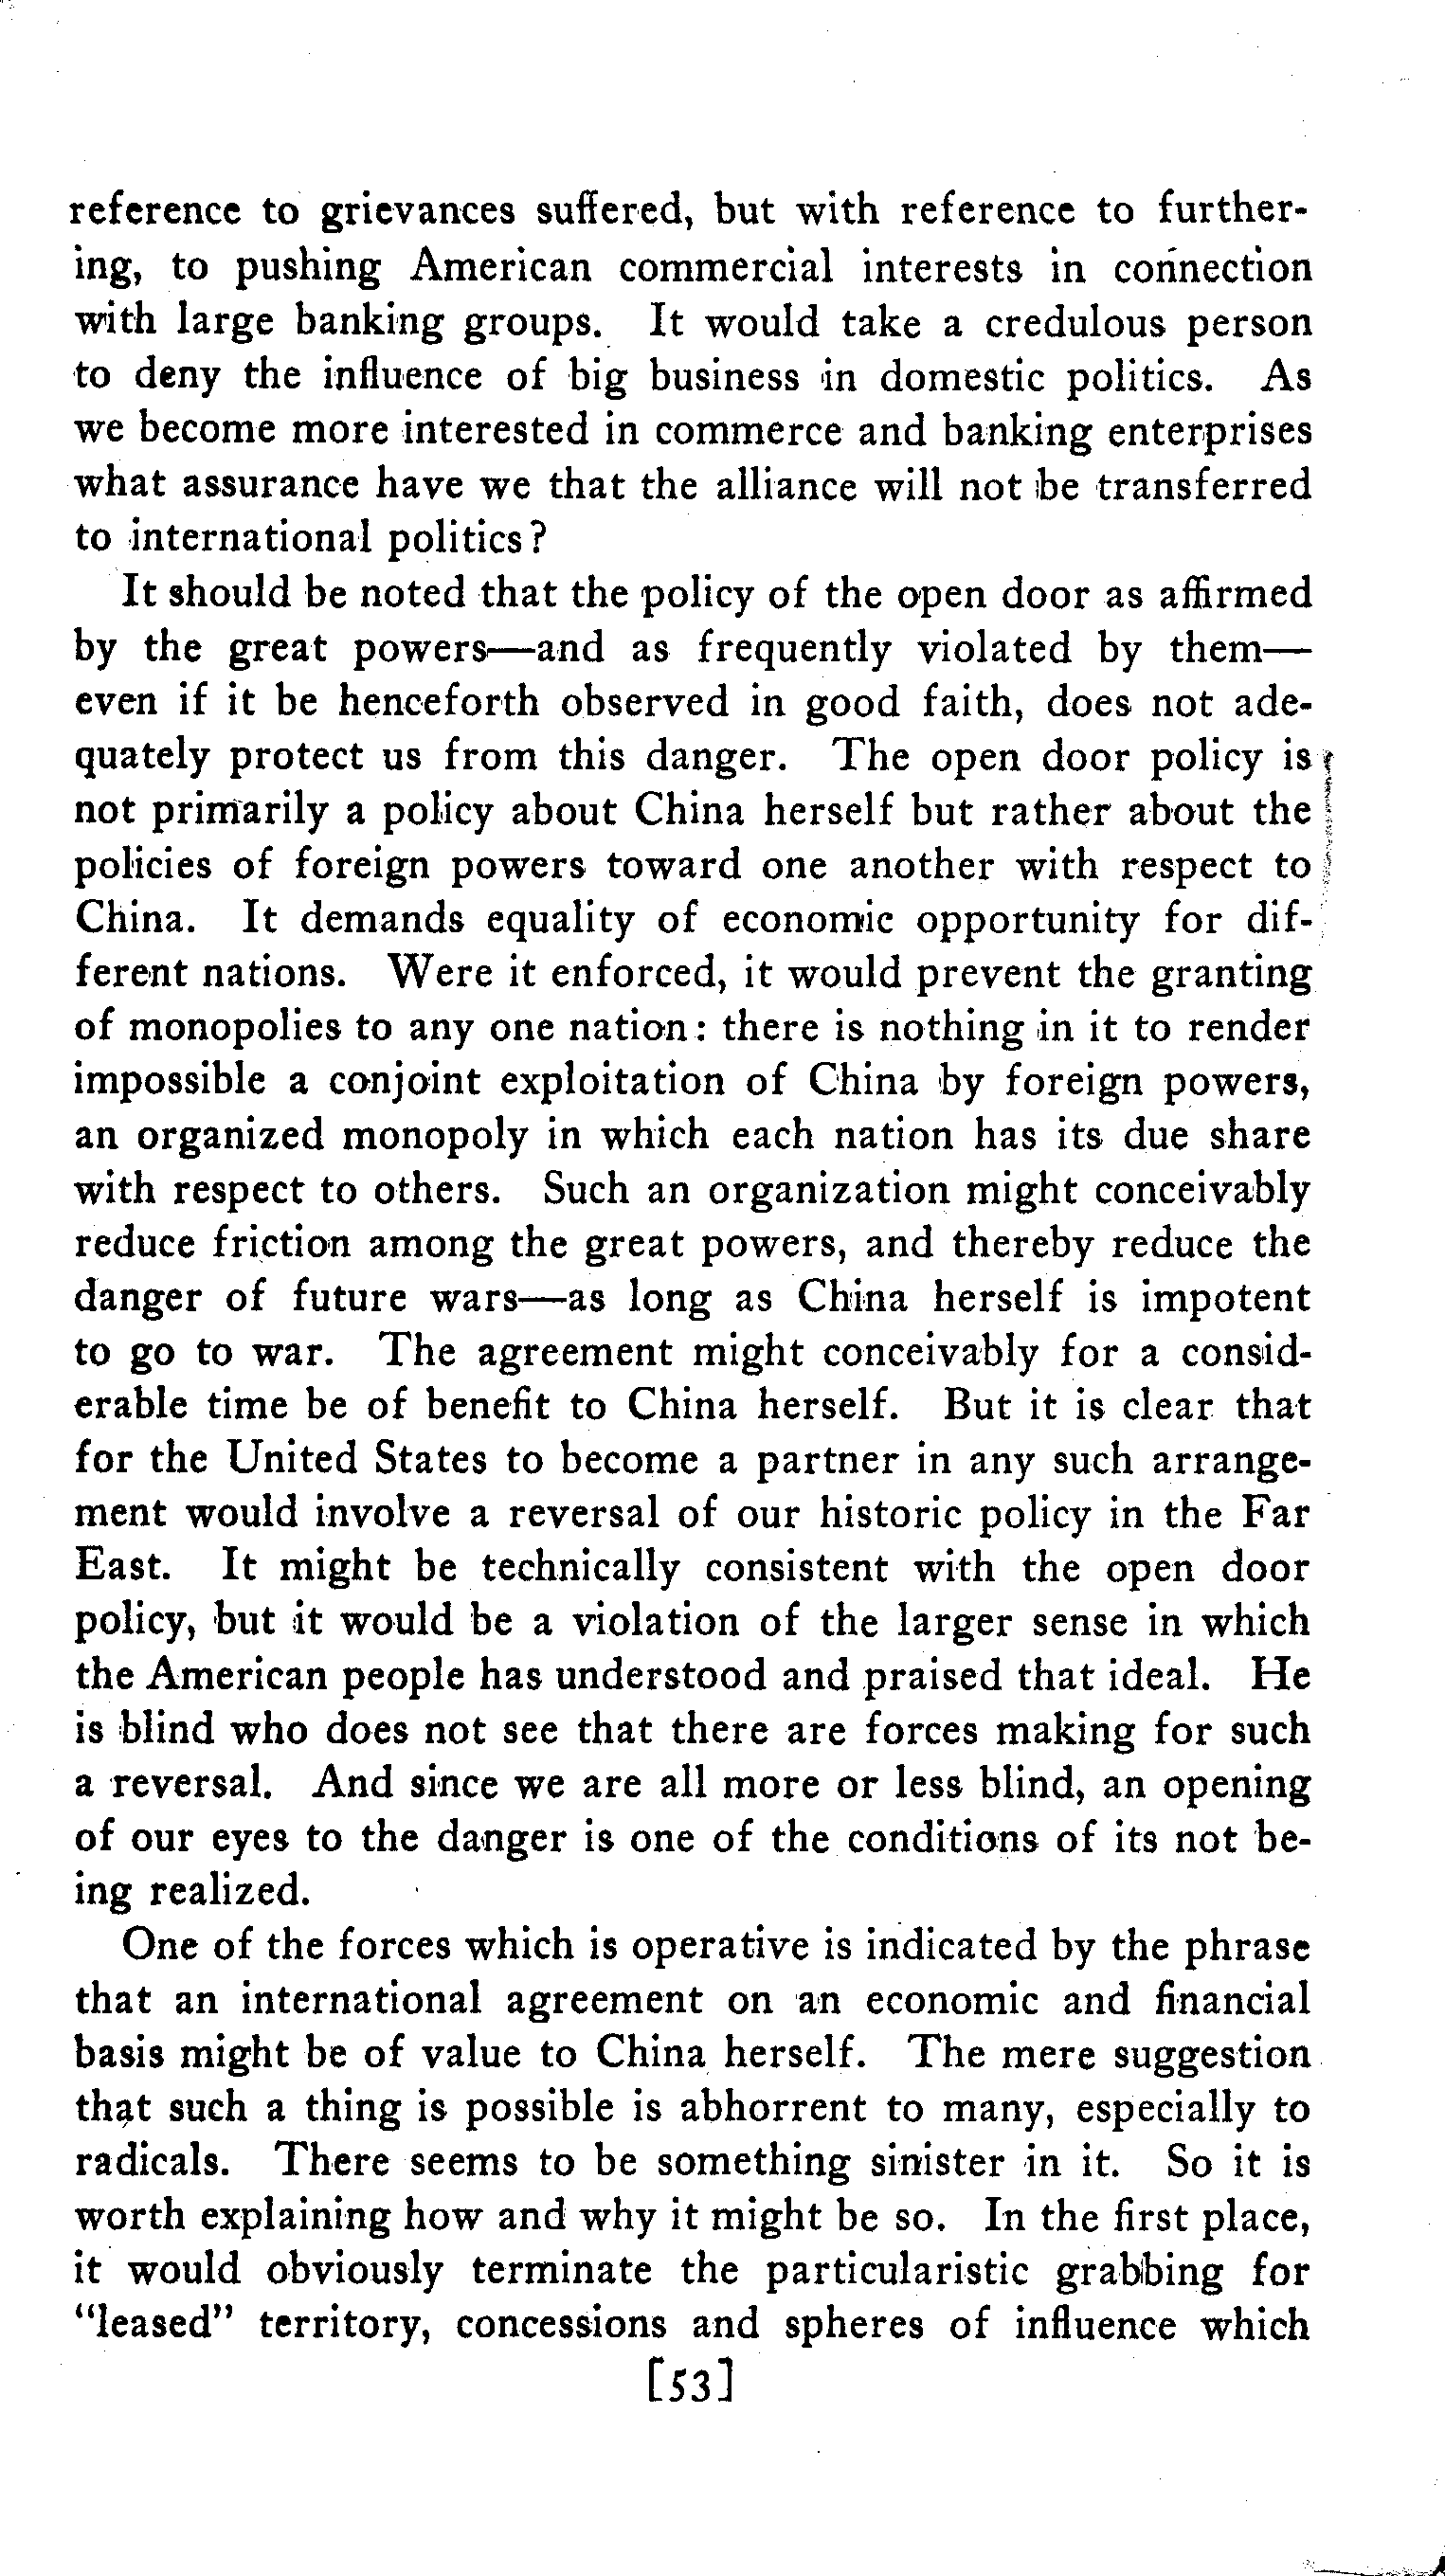 reference to grievances suffered, but with reference to further-
ing, to pushing American commercial interests in connection
with large banking groups. It would take a credulous person
to deny the influence of big business in domestic politics. As
we become more interested in commerce and banking enterprises
what assurance have we that the alliance will not be transferred
to international politics?
It should be noted that the policy of the open door as affirmed
by the great powers—and as frequently violated by them—
even if it be henceforth observed in good faith, does not ade-
quately protect us from this danger. The open door policy is
not primarily a policy about China herself but rather about the
policies of foreign powers toward one another with respect to
China. It demands equality of economic opportunity for dif-
ferent nations. Were it enforced, it would prevent the granting
of monopolies to any one nation: there is nothing in it to render
impossible a conjoint exploitation of China by foreign powers,
an organized monopoly in which each nation has its due share
with respect to others. Such an organization might conceivably
reduce friction among the great powers, and thereby reduce the
danger of future wars—as long as China herself is impotent
to go to war. The agreement might conceivably for a consid-
erable time be of benefit to China herself. But it is clear that
for the United States to become a partner in any such arrange-
ment would involve a reversal of our historic policy in the Far
East. It might be technically consistent with the open door
policy, but it would be a violation of the larger sense in which
the American people has understood and praised that ideal. He
is blind who does not see that there are forces making for such
a reversal. And since we are all more or less blind, an opening
of our eyes to the danger is one of the conditions of its not be-
ing realized.
One of the forces which is operative is indicated by the phrase
that an international agreement on an economic and financial
basis might be of value to China herself. The mere suggestion
that such a thing is possible is abhorrent to many, especially to
radicals. There seems to be something sinister in it. So it is
worth explaining how and why it might be so. In the first place,
it would obviously terminate the particularistic grabbing for
"leased" territory, concessions and spheres of influence which
[53]